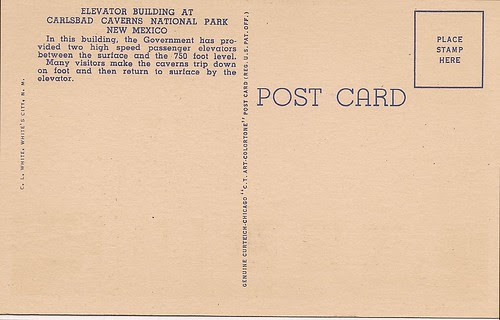 ELEVATOR BUILDING AT
CARLSBAD CAVERNS NATIONAL PARK
NEW MEXICO
In this building, the Government has pro-
vided two high speed passenger elevators
between the surface and the 750 foot level.
Many visitors make the caverns trip down
on foot and then return to surface by the
elevator.
C. L. WHITE, WHITE'S CITY, N. M.
GENUINE CURTEICH-CHICAGO "C.T. ART-COLORTONE" POST CARD (REG. U.S. PAT. OFF.)
POST CARD
PLACE
STAMP
HERE